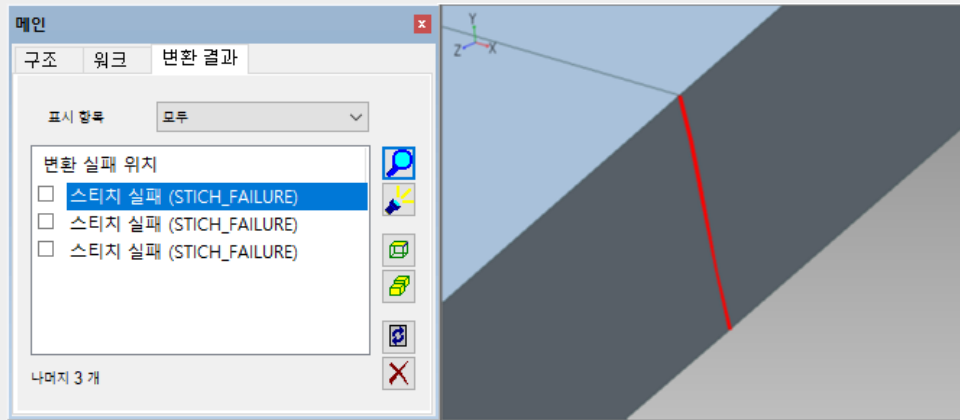 메인
구조 워크 변환 결과
표시 항목 모두
변환 실패 위치
스티치 실패 (STICH_FAILURE)
스티치 실패 (STICH_FAILURE)
스티치 실패 (STICH_FAILURE)
나머지 3 개
Y
Z X